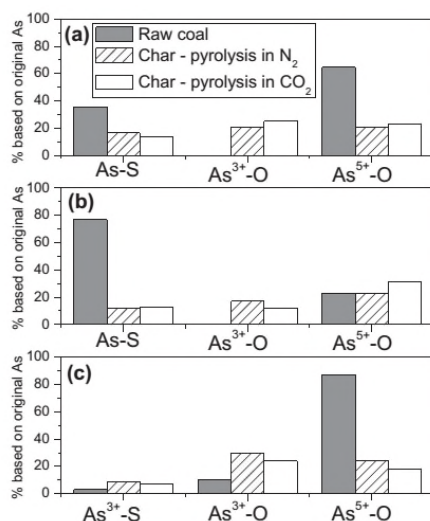 (a)
Raw coal
Char - pyrolysis in N₂
Char - pyrolysis in CO₂
% based on original As
100
80
60
40
20
0
As-S As³⁺-O As⁵⁺-O
(b)
% based on original As
100
80
60
40
20
0
As-S As³⁺-O As⁵⁺-O
(c)
% based on original As
100
80
60
40
20
0
As³⁺-S As³⁺-O As⁵⁺-O